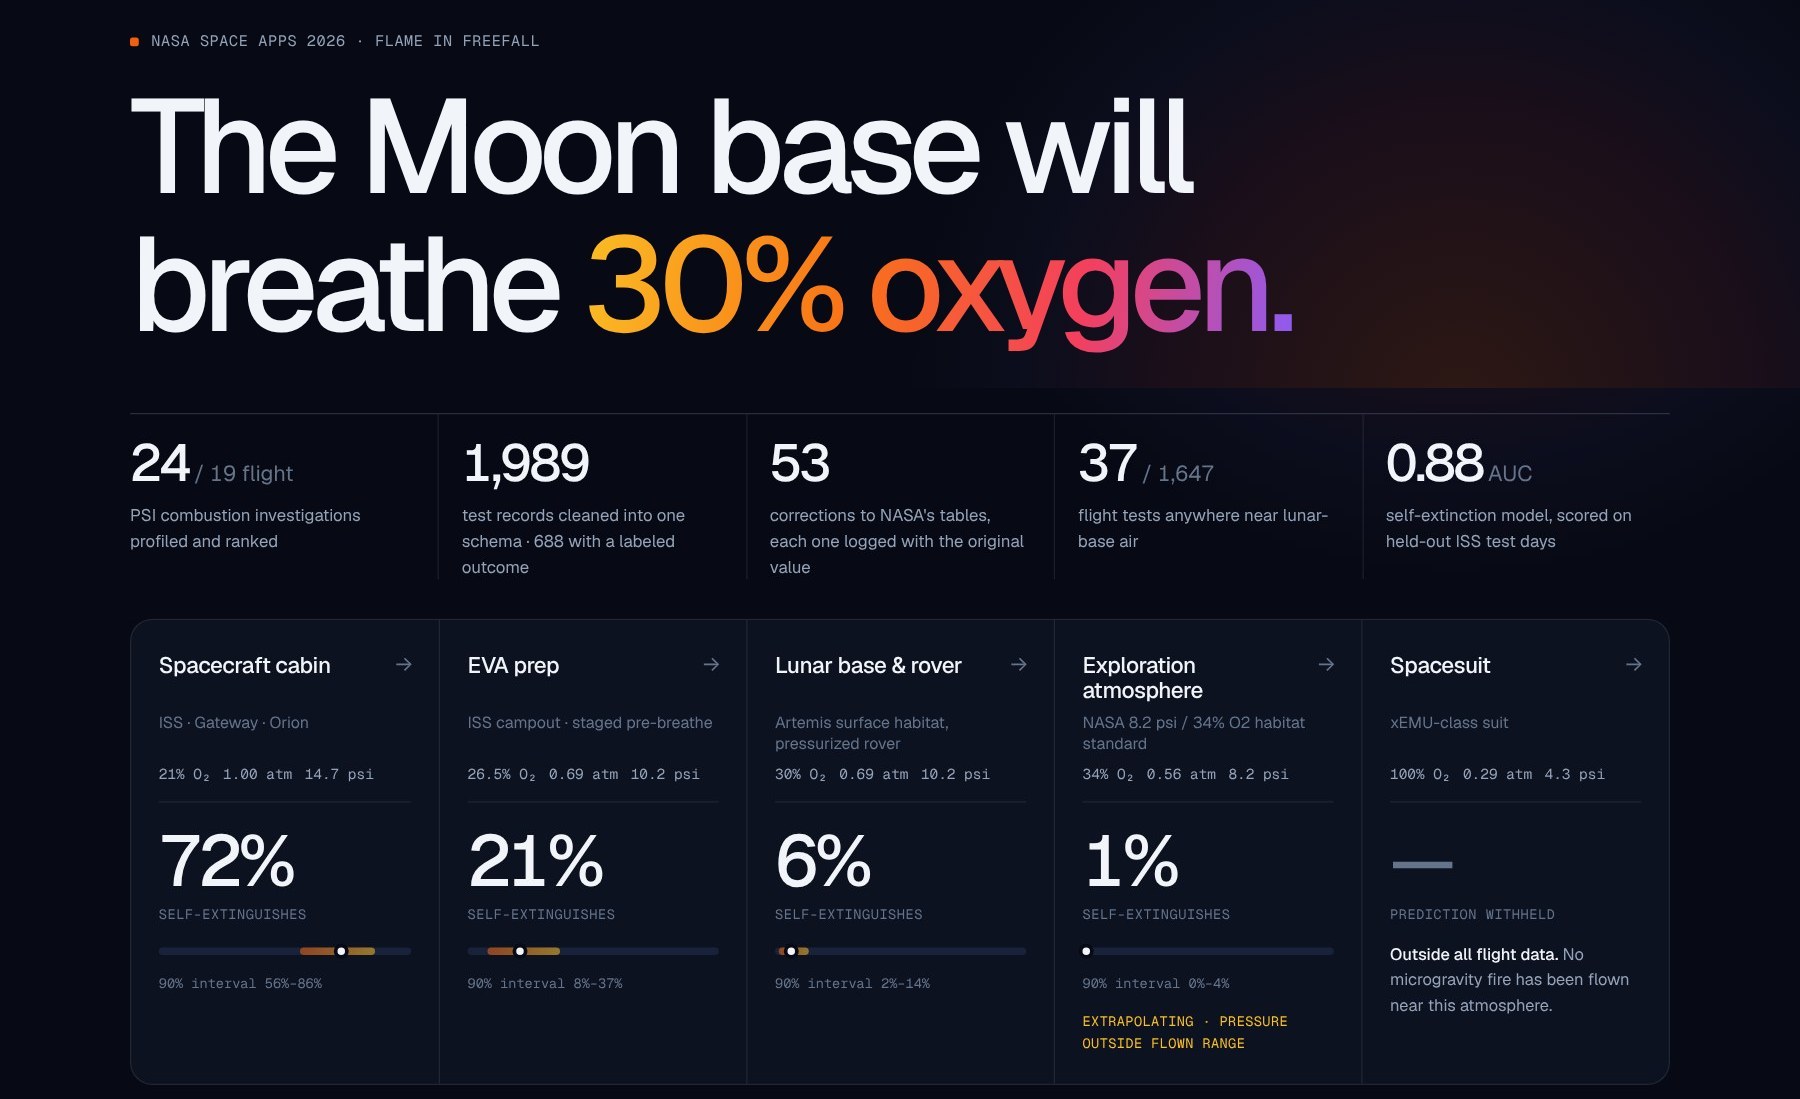 NASA SPACE APPS 2026 · FLAME IN FREEFALL
The Moon base will
breathe 30% oxygen.
24 / 19 flight
PSI combustion investigations
profiled and ranked
1,989
test records cleaned into one
schema · 688 with a labeled
outcome
53
corrections to NASA's tables,
each one logged with the original
value
37 / 1,647
flight tests anywhere near lunar-
base air
0.88 AUC
self-extinction model, scored on
held-out ISS test days
Spacecraft cabin →
ISS · Gateway · Orion
21% O₂ 1.00 atm 14.7 psi
72%
SELF-EXTINGUISHES
90% interval 56%–86%
EVA prep →
ISS campout · staged pre-breathe
26.5% O₂ 0.69 atm 10.2 psi
21%
SELF-EXTINGUISHES
90% interval 8%–37%
Lunar base & rover →
Artemis surface habitat,
pressurized rover
30% O₂ 0.69 atm 10.2 psi
6%
SELF-EXTINGUISHES
90% interval 2%–14%
Exploration →
atmosphere
NASA 8.2 psi / 34% O2 habitat
standard
34% O₂ 0.56 atm 8.2 psi
1%
SELF-EXTINGUISHES
90% interval 0%–4%
EXTRAPOLATING · PRESSURE
OUTSIDE FLOWN RANGE
Spacesuit →
xEMU-class suit
100% O₂ 0.29 atm 4.3 psi
—
PREDICTION WITHHELD
Outside all flight data. No
microgravity fire has been flown
near this atmosphere.